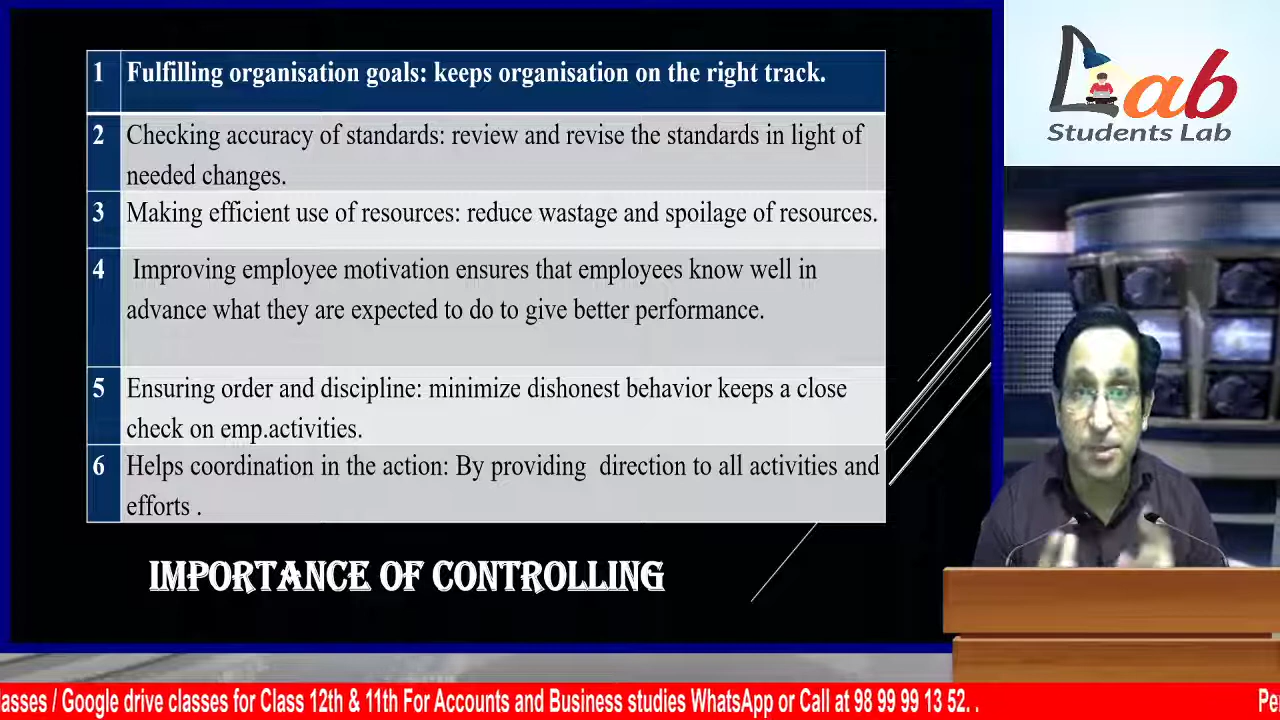 1 Fulfilling organisation goals: keeps organisation on the right track.
2 Checking accuracy of standards: review and revise the standards in light of
needed changes.
3 Making efficient use of resources: reduce wastage and spoilage of resources.
4 Improving employee motivation ensures that employees know well in
advance what they are expected to do to give better performance.
5 Ensuring order and discipline: minimize dishonest behavior keeps a close
check on emp.activities.
6 Helps coordination in the action: By providing direction to all activities and
efforts .
IMPORTANCE OF CONTROLLING
Lab
Students Lab
lasses / Google drive classes for Class 12th & 11th For Accounts and Business studies WhatsApp or Call at 98 99 99 13 52. . Pe